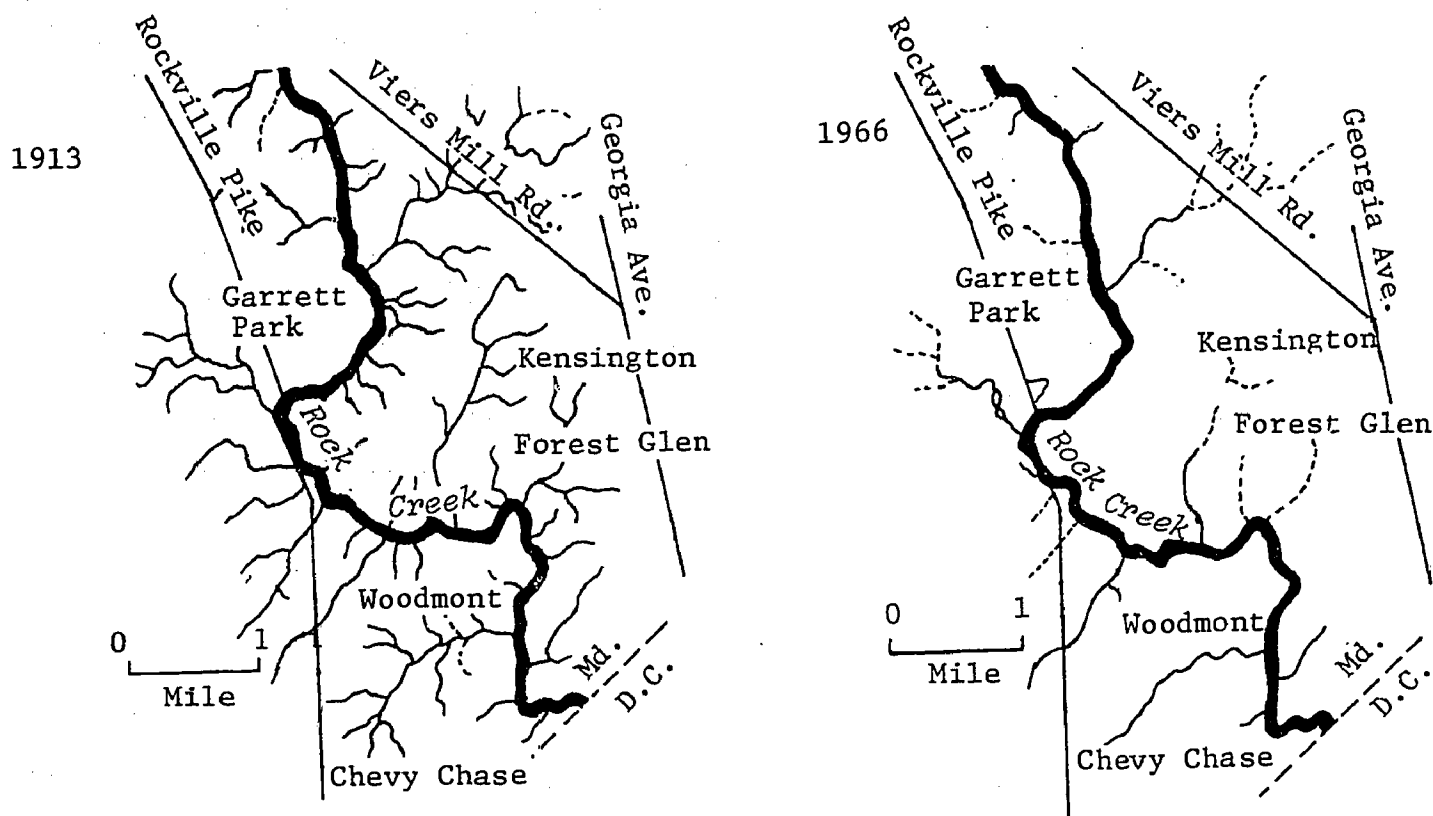 1913
Rockville Pike
Viers Mill Rd.
Georgia Ave.
Garrett
Park
Kensington
Forest Glen
Rock
Creek
Woodmont
0 1
Mile
Md.
D.C.
Chevy Chase
1966
Rockville Pike
Viers Mill Rd.
Georgia Ave.
Garrett
Park
Kensington
Forest Glen
Rock Creek
Woodmont
0 1
Mile
Md.
D.C.
Chevy Chase